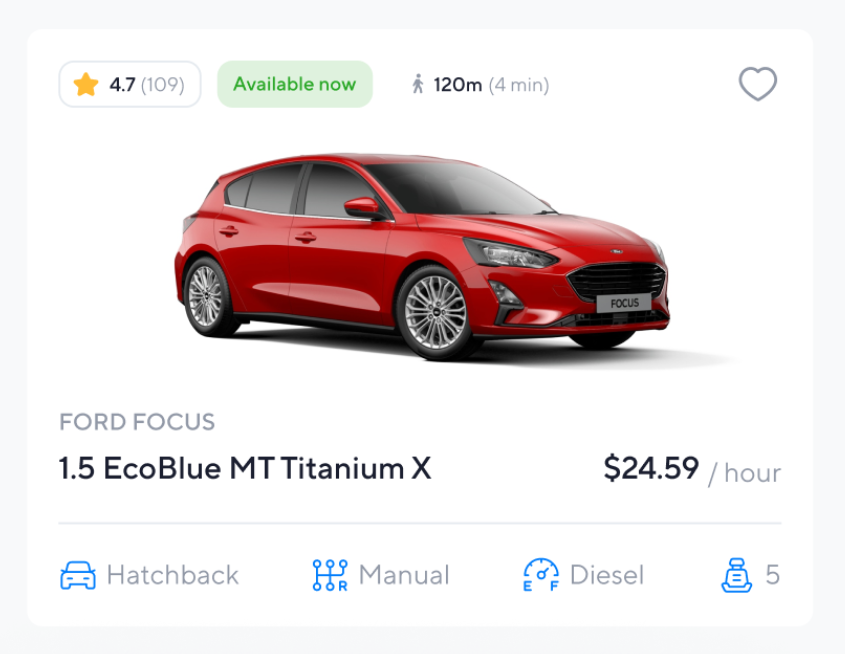 4.7 (109) Available now 120m (4 min)
FOCUS
FORD FOCUS
1.5 EcoBlue MT Titanium X $24.59 / hour
Hatchback R Manual E F Diesel 5